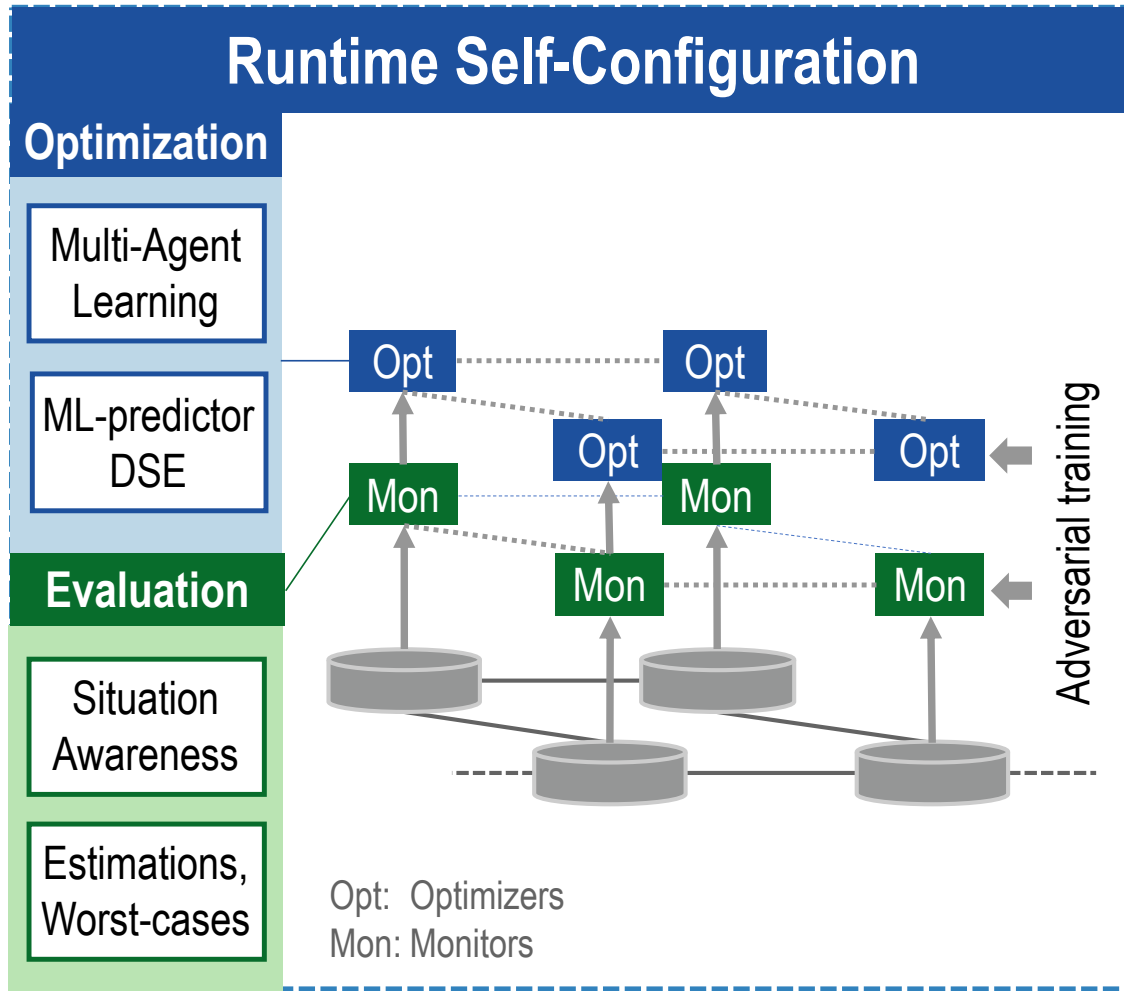 Runtime Self-Configuration
Optimization
Multi-Agent
Learning
ML-predictor
DSE
Evaluation
Situation
Awareness
Estimations,
Worst-cases
Opt
Opt
Opt
Opt
Mon
Mon
Mon
Mon
Adversarial training
Opt: Optimizers
Mon: Monitors